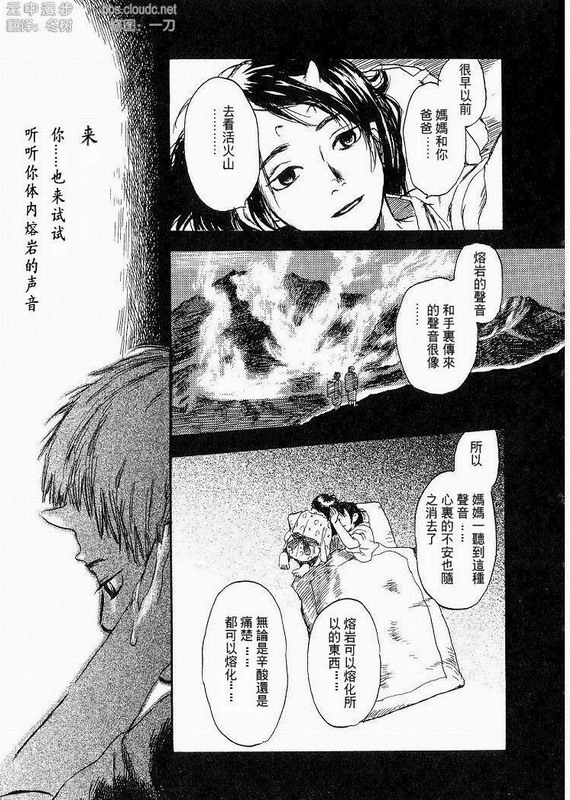 云中漫步
bbs.cloudc.net
翻译:冬树
修图:一刀
很早以前
媽媽和你
爸爸……
去看活火山
熔岩的聲音
和手裏傳來
的聲音很像
所以
媽媽一聽到這種
聲音……
心裏的不安也隨
之消去了
熔岩可以熔化所
以的東西……
無論是辛酸還是
痛楚……
都可以熔化……
来
你……也来试试
听听你体内熔岩的声音